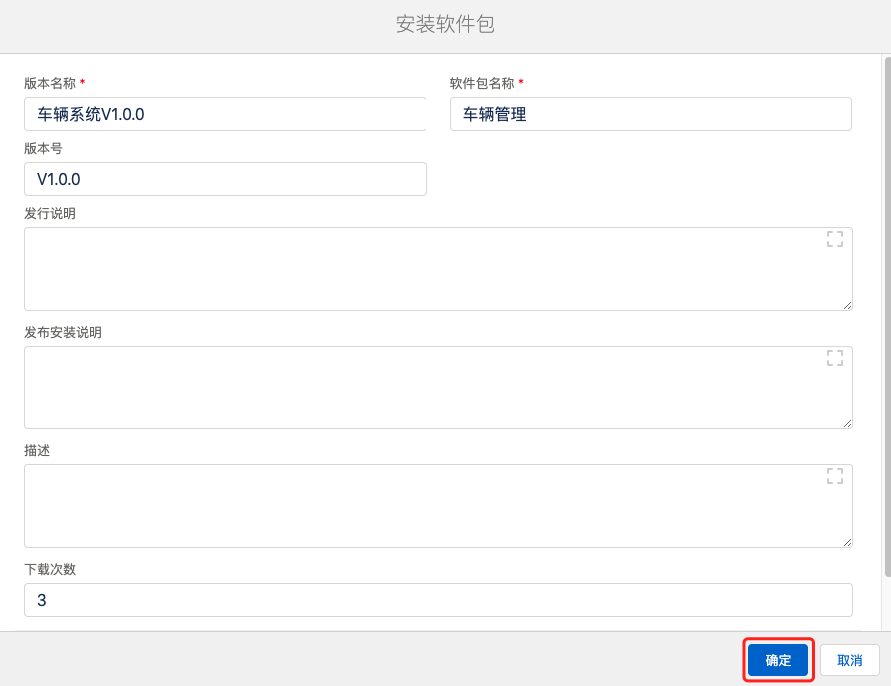 安装软件包
版本名称 *
软件包名称 *
车辆系统V1.0.0
车辆管理
版本号
V1.0.0
发行说明
发布安装说明
描述
下载次数
3
确定
取消